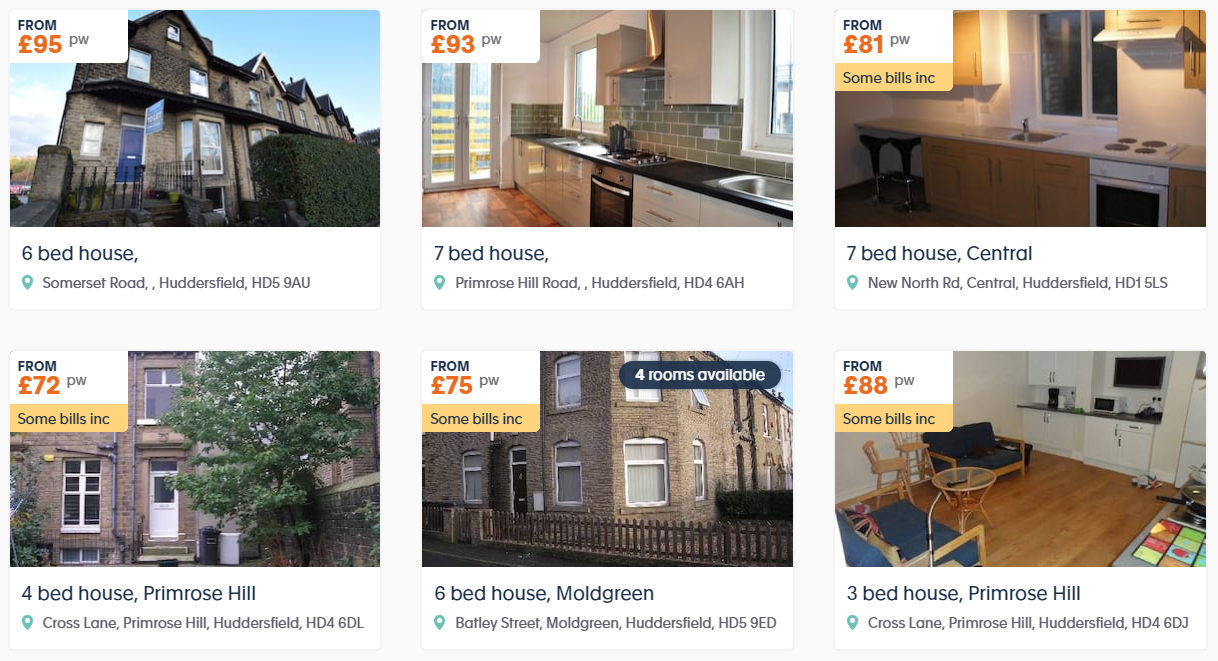 FROM
£95 pw
6 bed house,
Somerset Road, , Huddersfield, HD5 9AU
FROM
£93 pw
7 bed house,
Primrose Hill Road, , Huddersfield, HD4 6AH
FROM
£81 pw
Some bills inc
7 bed house, Central
New North Rd, Central, Huddersfield, HD1 5LS
FROM
£72 pw
Some bills inc
4 bed house, Primrose Hill
Cross Lane, Primrose Hill, Huddersfield, HD4 6DL
FROM
£75 pw
Some bills inc
4 rooms available
6 bed house, Moldgreen
Batley Street, Moldgreen, Huddersfield, HD5 9ED
FROM
£88 pw
Some bills inc
3 bed house, Primrose Hill
Cross Lane, Primrose Hill, Huddersfield, HD4 6DJ